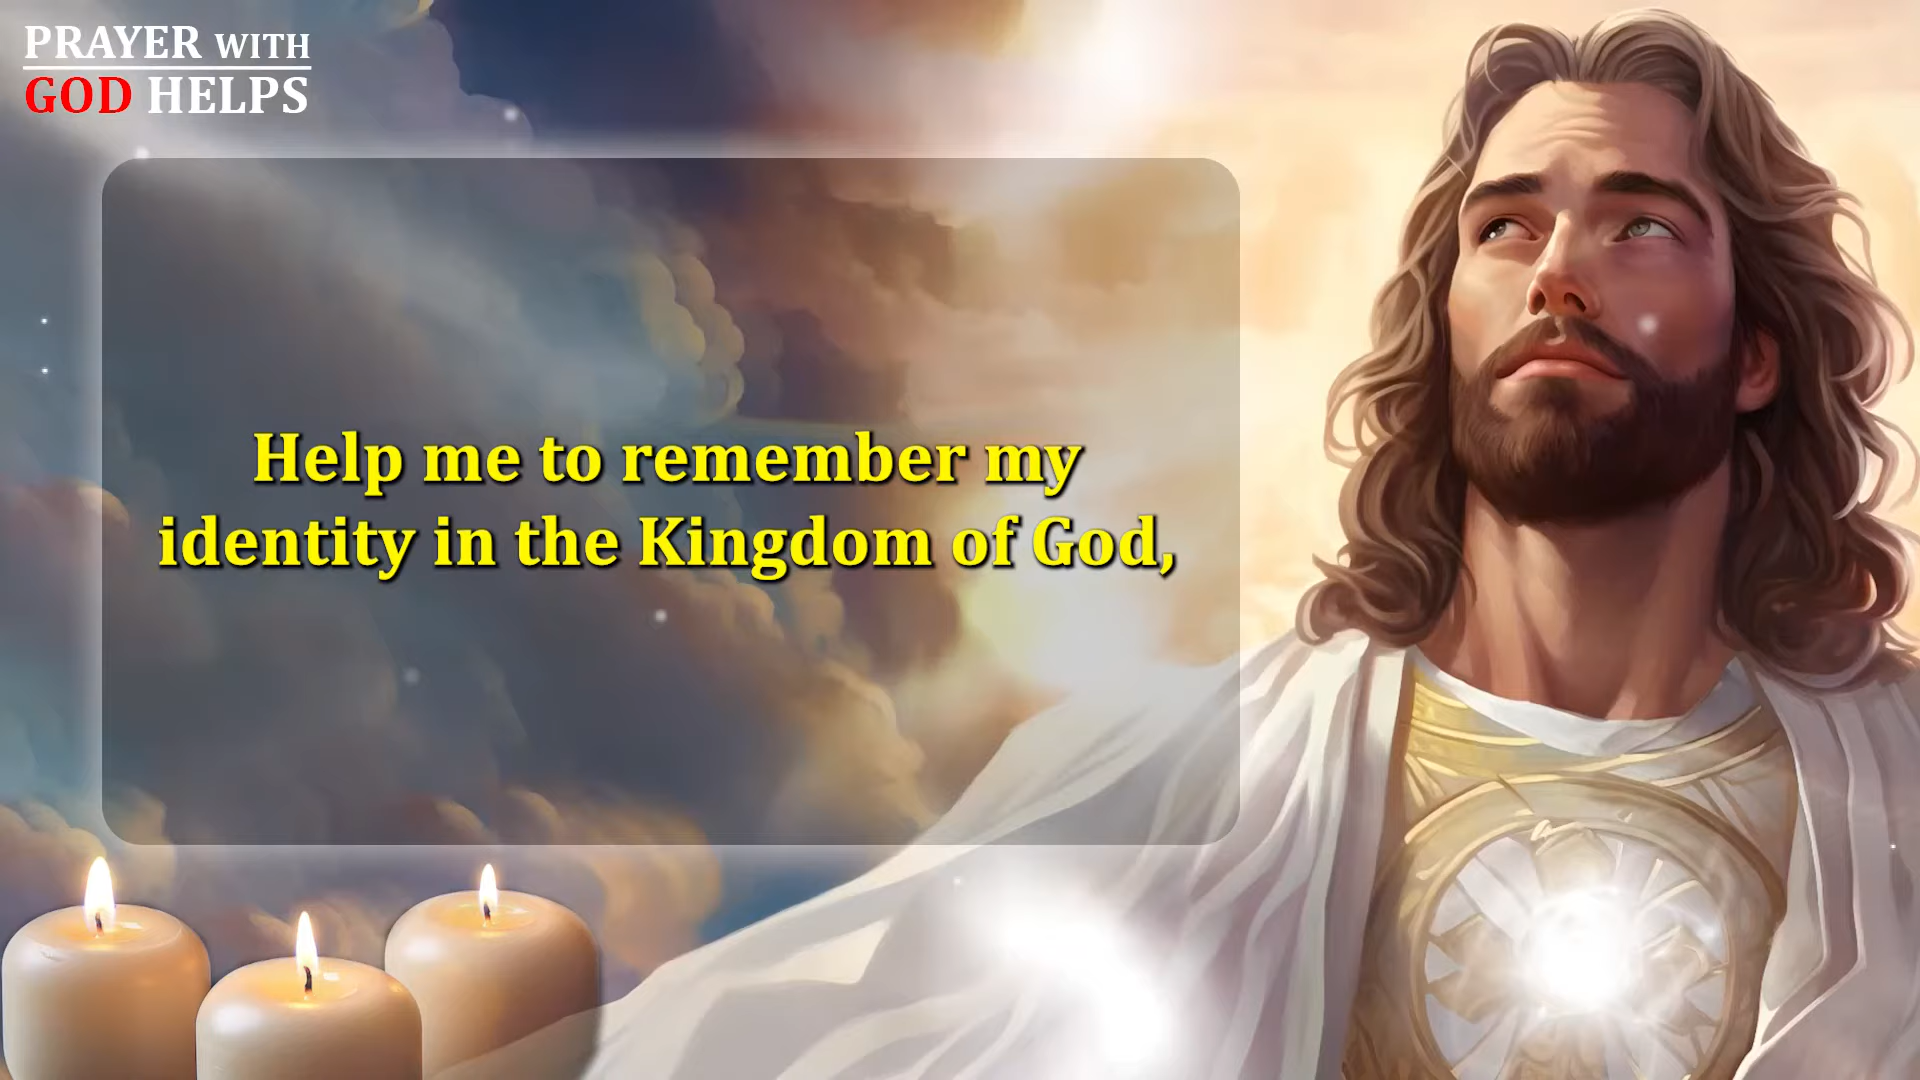 PRAYER WITH
GOD HELPS
Help me to remember my
identity in the Kingdom of God,